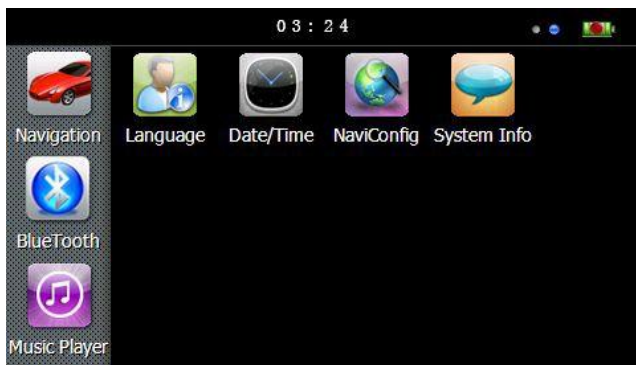 03:24
Navigation
Language Date/Time NaviConfig System Info
BlueTooth
Music Player